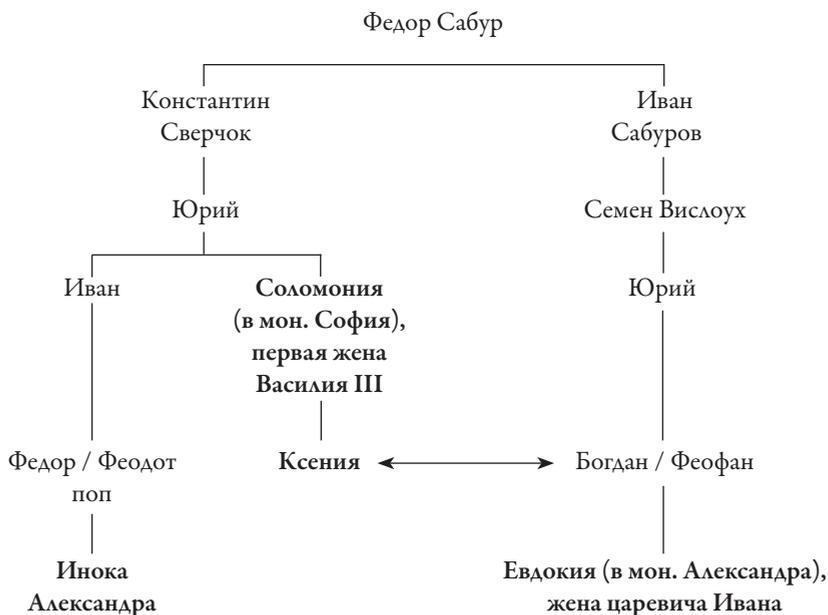 Федор Сабур
Константин
Сверчок
Иван
Сабуров
Юрий
Семен Вислоух
Иван
Соломония
(в мон. София),
первая жена
Василия III
Юрий
Федор / Феодот
поп
Ксения
Богдан / Феофан
Инока
Александра
Евдокия (в мон. Александра),
жена царевича Ивана